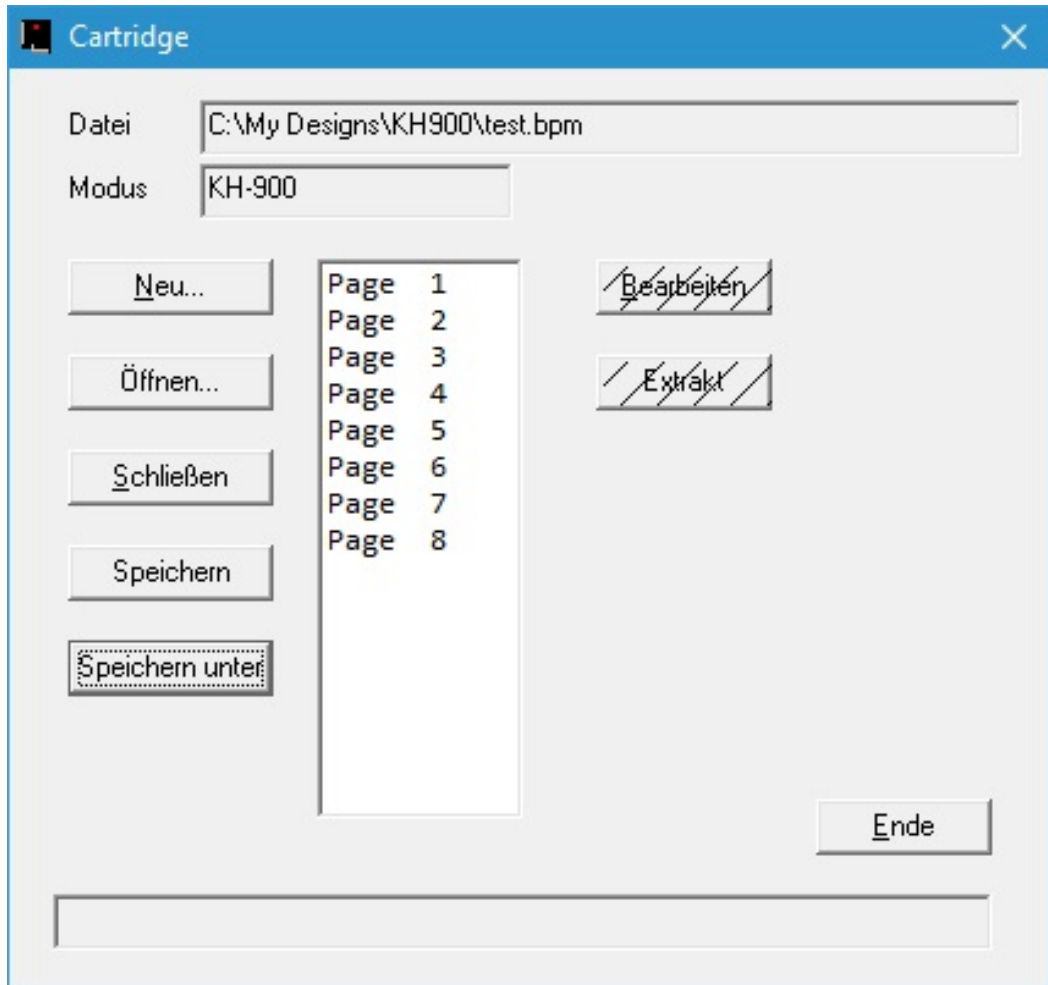 Cartridge
Datei C:\My Designs\KH900\test.bpm
Modus KH-900
Neu...
Öffnen...
Schließen
Speichern
Speichern unter
Page 1
Page 2
Page 3
Page 4
Page 5
Page 6
Page 7
Page 8
Bearbeiten
Extrakt
Ende